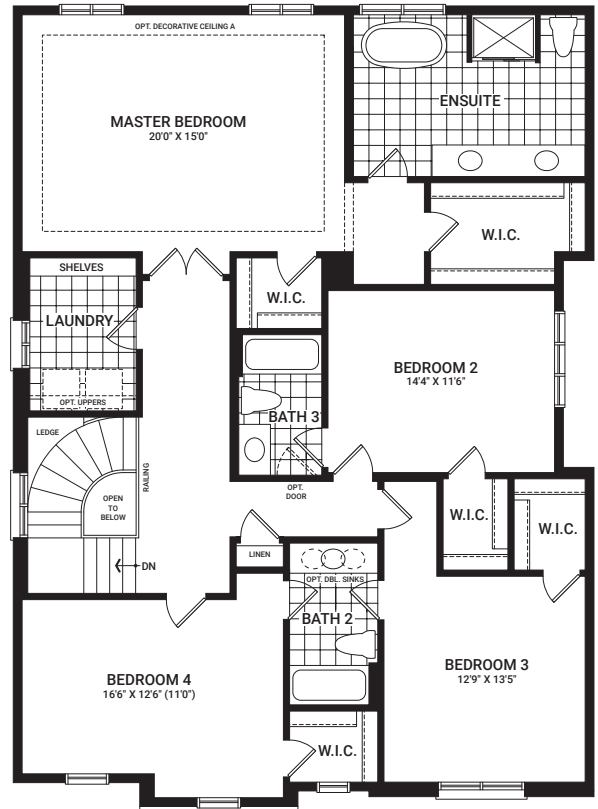 OPT. DECORATIVE CEILING A
MASTER BEDROOM
20'0" X 15'0"
ENSUITE
W.I.C.
SHELVES
LAUNDRY
OPT. UPPERS
W.I.C.
BEDROOM 2
14'4" X 11'6"
BATH 3
LEDGE
RAILING
OPEN
TO
BELOW
OPT.
DOOR
W.I.C.
W.I.C.
DN
LINEN
OPT. DBL. SINKS
BATH 2
BEDROOM 4
16'6" X 12'6" (11'0")
BEDROOM 3
12'9" X 13'5"
W.I.C.